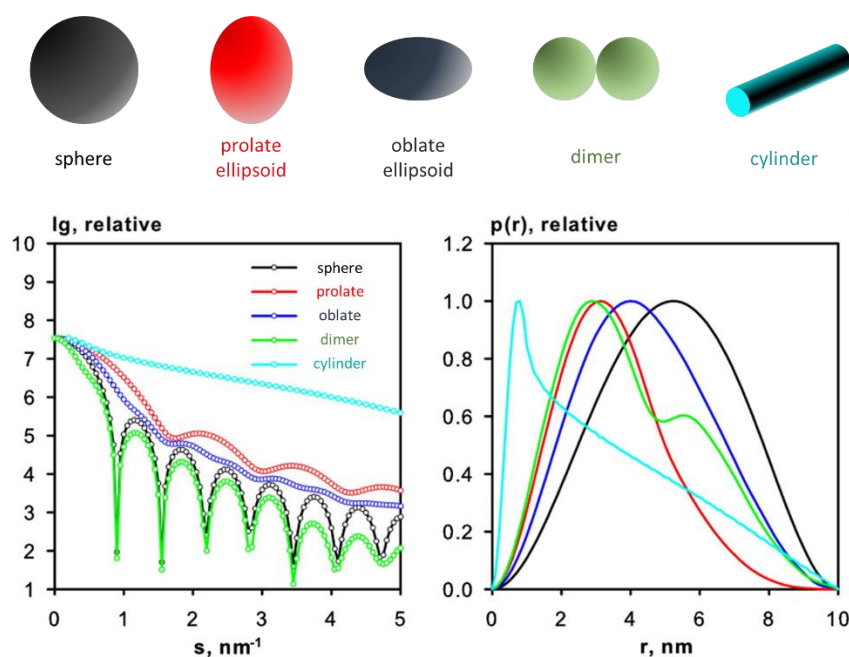 sphere
prolate
ellipsoid
oblate
ellipsoid
dimer
cylinder
lg, relative
10
9
8
7
6
5
4
3
2
1
0
1
2
3
4
5
s, nm-1
sphere
prolate
oblate
dimer
cylinder
p(r), relative
1.2
1.0
0.8
0.6
0.4
0.2
0.0
0
2
4
6
8
10
r, nm